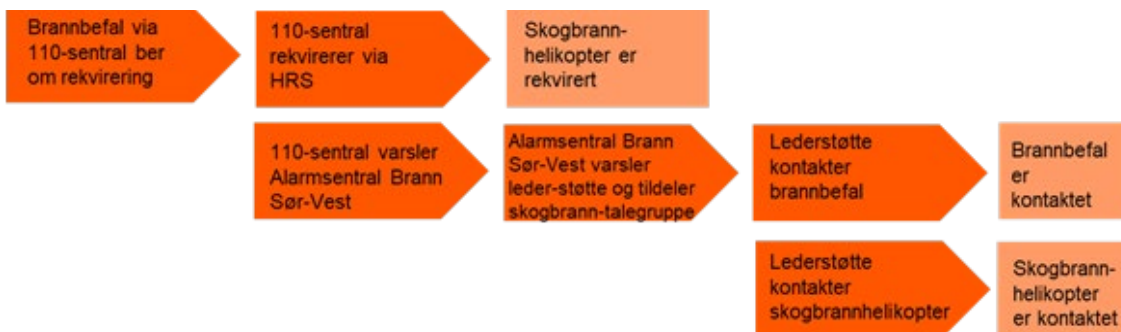 Brannbefal via
110-sentral ber
om rekvirering
110-sentral
rekvirerer via
HRS
Skogbrann-
helikopter er
rekvirert
110-sentral varsler
Alarmsentral Brann
Sør-Vest
Alarmsentral Brann
Sør-Vest varsler
leder-støtte og tildeler
skogbrann-talegruppe
Lederstøtte
kontakter
brannbefal
Brannbefal
er
kontaktet
Lederstøtte
kontakter
skogbrannhelikopter
Skogbrann-
helikopter
er kontaktet